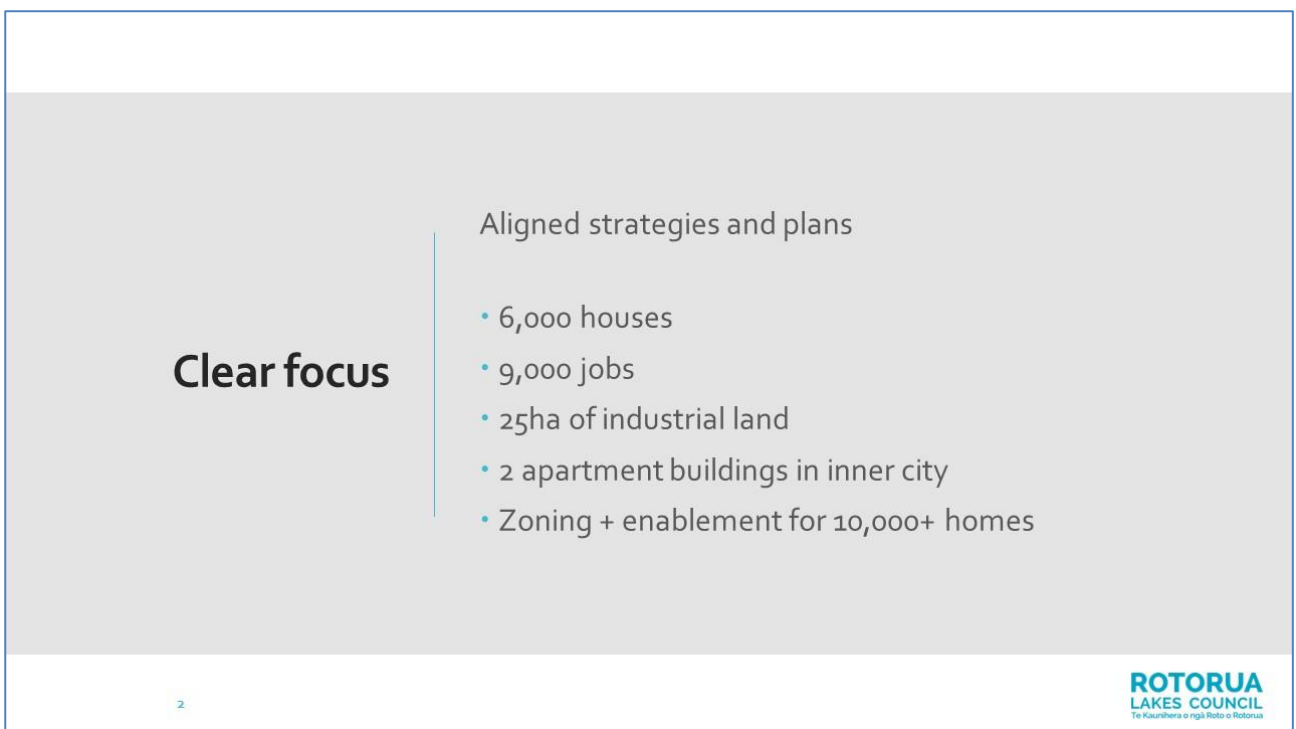 Clear focus
Aligned strategies and plans
• 6,000 houses
• 9,000 jobs
• 25ha of industrial land
• 2 apartment buildings in inner city
• Zoning + enablement for 10,000+ homes
2
ROTORUA
LAKES COUNCIL
Te Kaunihera o ngā Roto o Rotorua